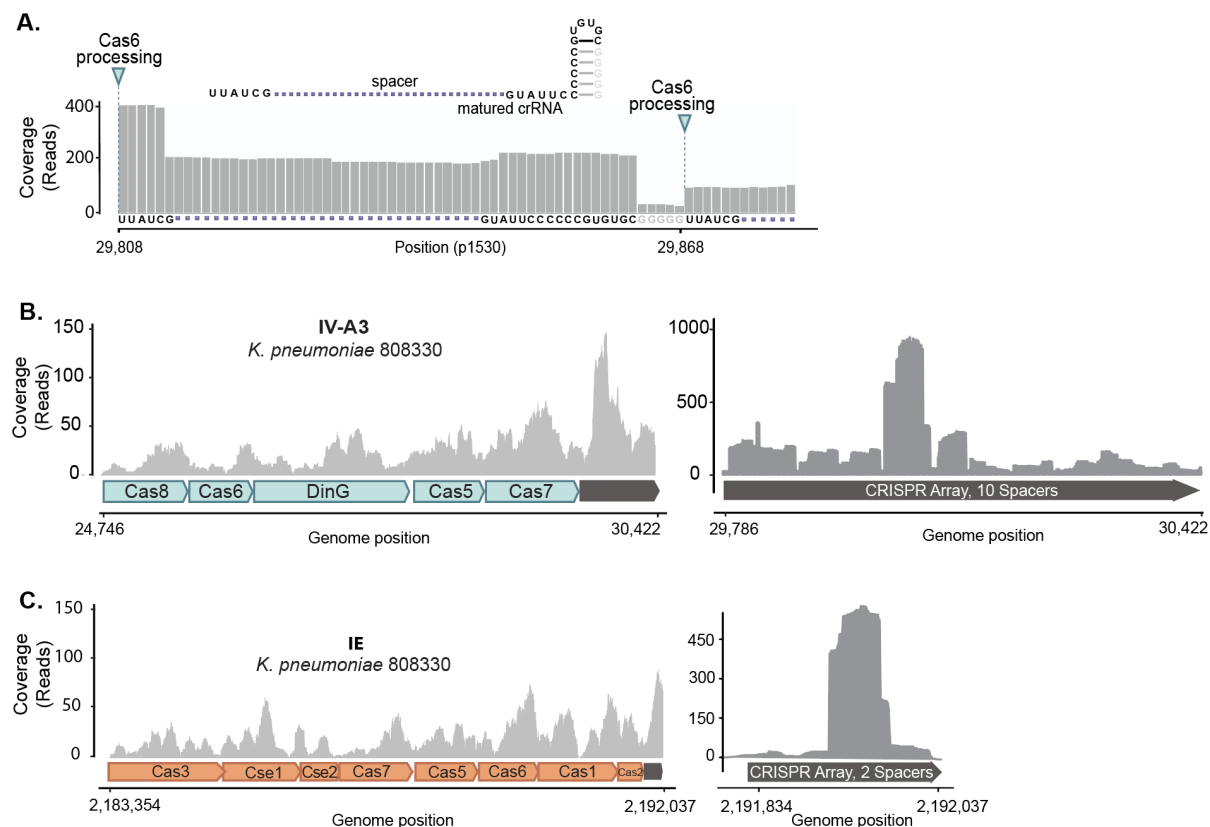 A.
Cas6
processing
UUAUCG
spacer
GUAUUCCCCCCGUGUGCGGGGG
matured crRNA
Cas6
processing
Coverage
(Reads)
400
200
0
UUAUCG
GUAUUCCCCCCGUGUGCGGGGGUUAUCG
29,808
Position (p1530)
29,868
B.
IV-A3
K. pneumoniae 808330
Coverage
(Reads)
150
100
50
0
Cas8 Cas6 DinG Cas5 Cas7
24,746
30,422
Genome position
1000
500
0
CRISPR Array, 10 Spacers
29,786
30,422
Genome position
C.
IE
K. pneumoniae 808330
Coverage
(Reads)
150
100
50
0
Cas3 Cse1 Cse2 Cas7 Cas5 Cas6 Cas1 Cas2
2,183,354
2,192,037
Genome position
450
300
150
0
CRISPR Array, 2 Spacers
2,191,834
2,192,037
Genome position